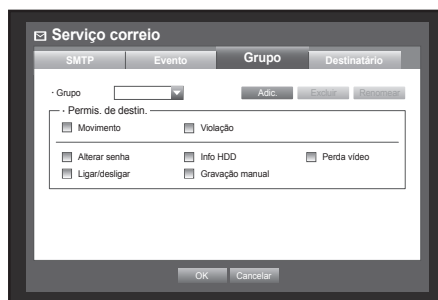 Serviço correio
SMTP Evento Grupo Destinatário
· Grupo Adic. Excluir Renomear
· Permis. de destin.
Movimento Violação
Alterar senha Info HDD Perda vídeo
Ligar/desligar Gravação manual
OK Cancelar